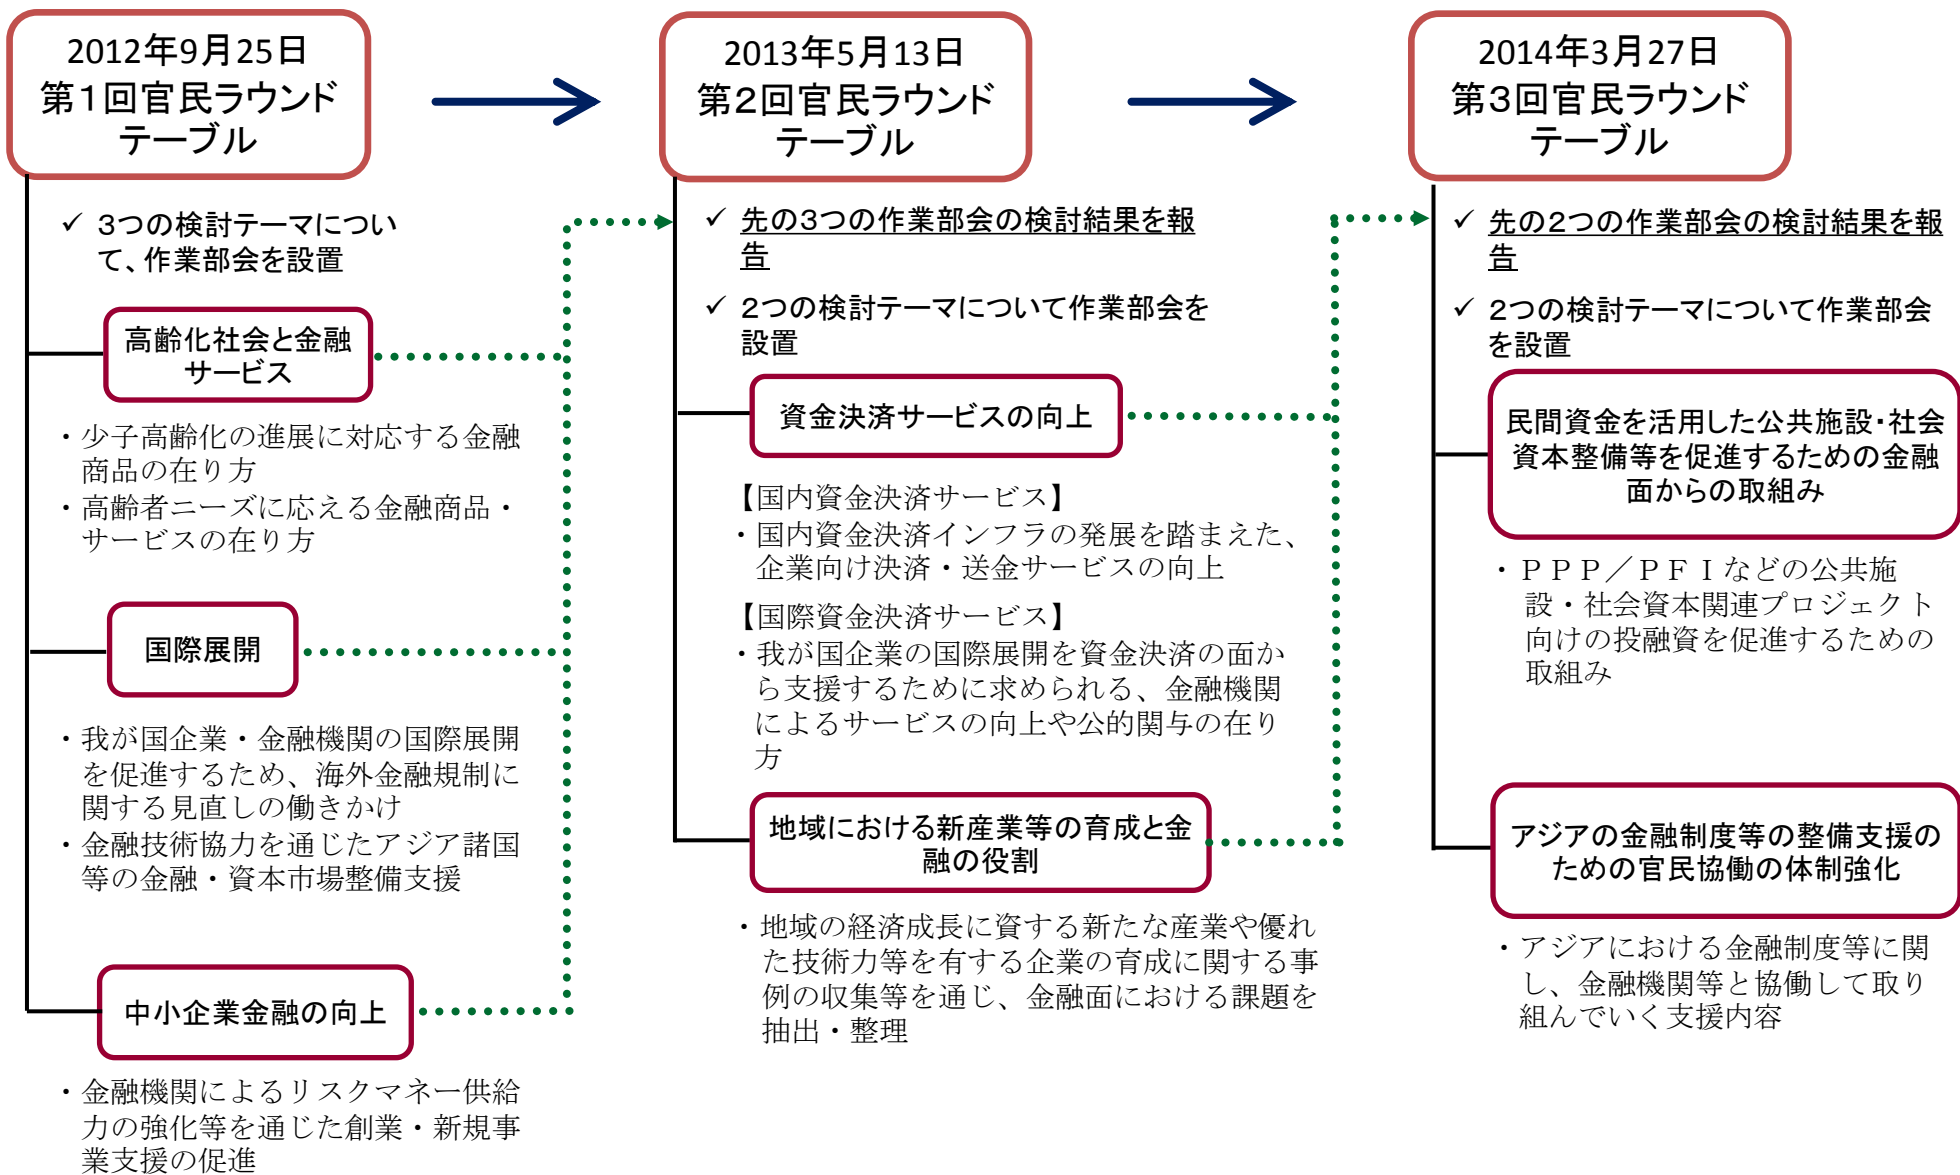 2012年9月25日
第１回官民ラウンド
テーブル
✓ 3つの検討テーマについ
て、作業部会を設置
高齢化社会と金融
サービス
・少子高齢化の進展に対応する金融
商品の在り方
・高齢者ニーズに応える金融商品・
サービスの在り方
国際展開
・我が国企業・金融機関の国際展開
を促進するため、海外金融規制に
関する見直しの働きかけ
・金融技術協力を通じたアジア諸国
等の金融・資本市場整備支援
中小企業金融の向上
・金融機関によるリスクマネー供給
力の強化等を通じた創業・新規事
業支援の促進
2013年5月13日
第２回官民ラウンド
テーブル
✓ 先の3つの作業部会の検討結果を報
告
✓ 2つの検討テーマについて作業部会を
設置
資金決済サービスの向上
【国内資金決済サービス】
・国内資金決済インフラの発展を踏まえた、
企業向け決済・送金サービスの向上
【国際資金決済サービス】
・我が国企業の国際展開を資金決済の面か
ら支援するために求められる、金融機関
によるサービスの向上や公的関与の在り
方
地域における新産業等の育成と金
融の役割
・地域の経済成長に資する新たな産業や優れ
た技術力等を有する企業の育成に関する事
例の収集等を通じ、金融面における課題を
抽出・整理
2014年3月27日
第３回官民ラウンド
テーブル
✓ 先の2つの作業部会の検討結果を報
告
✓ 2つの検討テーマについて作業部会
を設置
民間資金を活用した公共施設・社会
資本整備等を促進するための金融
面からの取組み
・ＰＰＰ／ＰＦＩなどの公共施
設・社会資本関連プロジェクト
向けの投融資を促進するための
取組み
アジアの金融制度等の整備支援の
ための官民協働の体制強化
・アジアにおける金融制度等に関
し、金融機関等と協働して取り
組んでいく支援内容